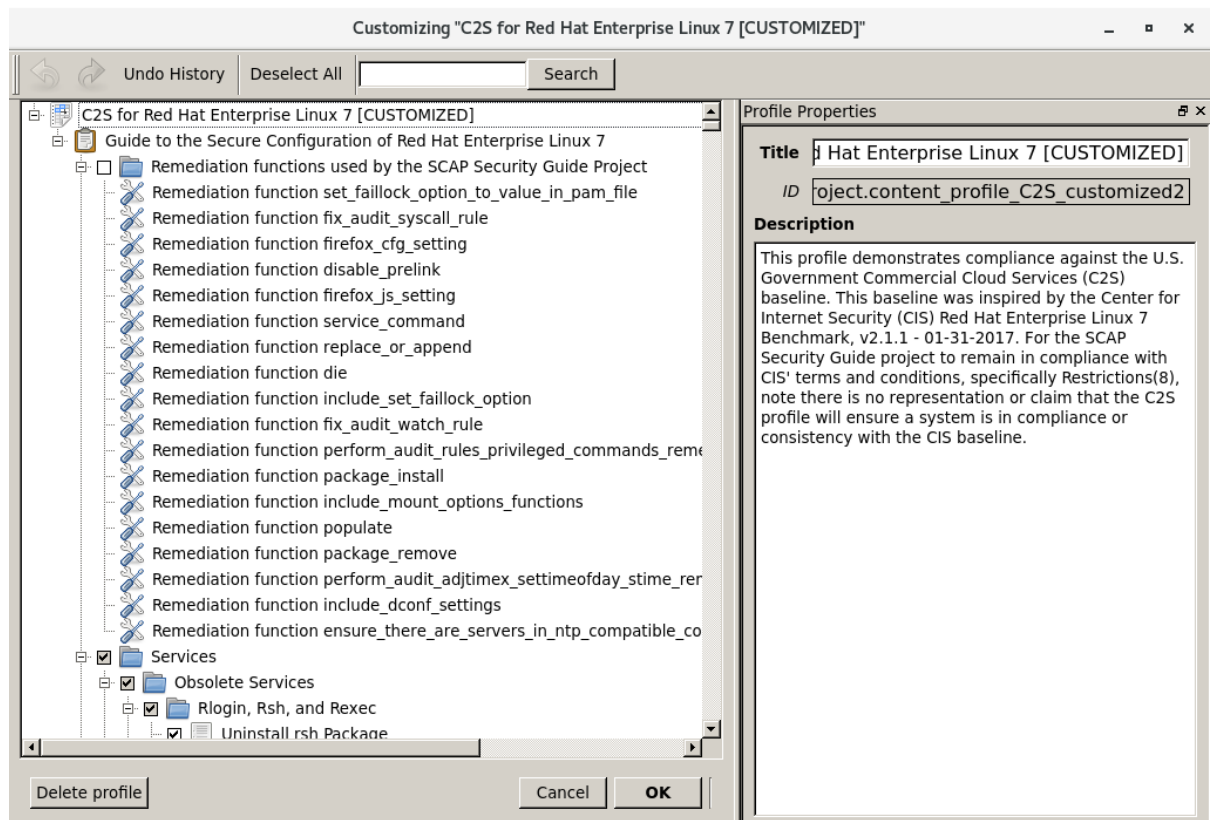 Customizing "C2S for Red Hat Enterprise Linux 7 [CUSTOMIZED]"
Undo History Deselect All Search
C2S for Red Hat Enterprise Linux 7 [CUSTOMIZED]
Guide to the Secure Configuration of Red Hat Enterprise Linux 7
Remediation functions used by the SCAP Security Guide Project
Remediation function set_faillock_option_to_value_in_pam_file
Remediation function fix_audit_syscall_rule
Remediation function firefox_cfg_setting
Remediation function disable_prelink
Remediation function firefox_js_setting
Remediation function service_command
Remediation function replace_or_append
Remediation function die
Remediation function include_set_faillock_option
Remediation function fix_audit_watch_rule
Remediation function perform_audit_rules_privileged_commands_reme
Remediation function package_install
Remediation function include_mount_options_functions
Remediation function populate
Remediation function package_remove
Remediation function perform_audit_adjtimex_settimeofday_stime_rer
Remediation function include_dconf_settings
Remediation function ensure_there_are_servers_in_ntp_compatible_co
Services
Obsolete Services
Rlogin, Rsh, and Rexec
Uninstall rsh Package
Delete profile Cancel OK
Profile Properties
Title d Hat Enterprise Linux 7 [CUSTOMIZED]
ID roject.content_profile_C2S_customized2
Description
This profile demonstrates compliance against the U.S.
Government Commercial Cloud Services (C2S)
baseline. This baseline was inspired by the Center for
Internet Security (CIS) Red Hat Enterprise Linux 7
Benchmark, v2.1.1 - 01-31-2017. For the SCAP
Security Guide project to remain in compliance with
CIS' terms and conditions, specifically Restrictions(8),
note there is no representation or claim that the C2S
profile will ensure a system is in compliance or
consistency with the CIS baseline.